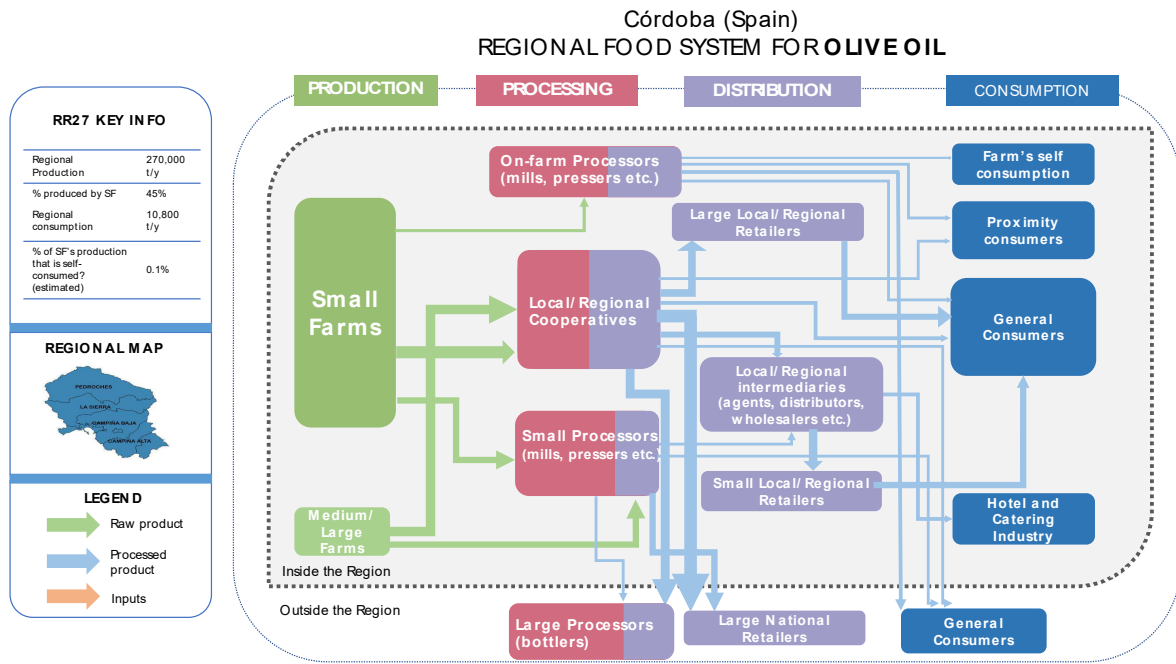 Córdoba (Spain)
REGIONAL FOOD SYSTEM FOR OLIVE OIL
PRODUCTION
PROCESSING
DISTRIBUTION
CONSUMPTION
RR27 KEY INFO
Regional
Production
270,000
t/y
% produced by SF
45%
Regional
consumption
10,800
t/y
% of SF's production
that is self-
consumed?
(estimated)
0.1%
REGIONAL MAP
PEDROCHES
LA SIERRA
CAMPIÑA BAJA
CAMPIÑA ALTA
LEGEND
Raw product
Processed
product
Inputs
Small
Farms
Medium/
Large
Farms
Inside the Region
Outside the Region
On-farm Processors
(mills, pressers etc.)
Local/ Regional
Cooperatives
Small Processors
(mills, pressers etc.)
Large Processors
(bottlers)
Large Local/ Regional
Retailers
Local/ Regional
intermediaries
(agents, distributors,
wholesalers etc.)
Small Local/ Regional
Retailers
Large National
Retailers
Farm's self
consumption
Proximity
consumers
General
Consumers
Hotel and
Catering
Industry
General
Consumers